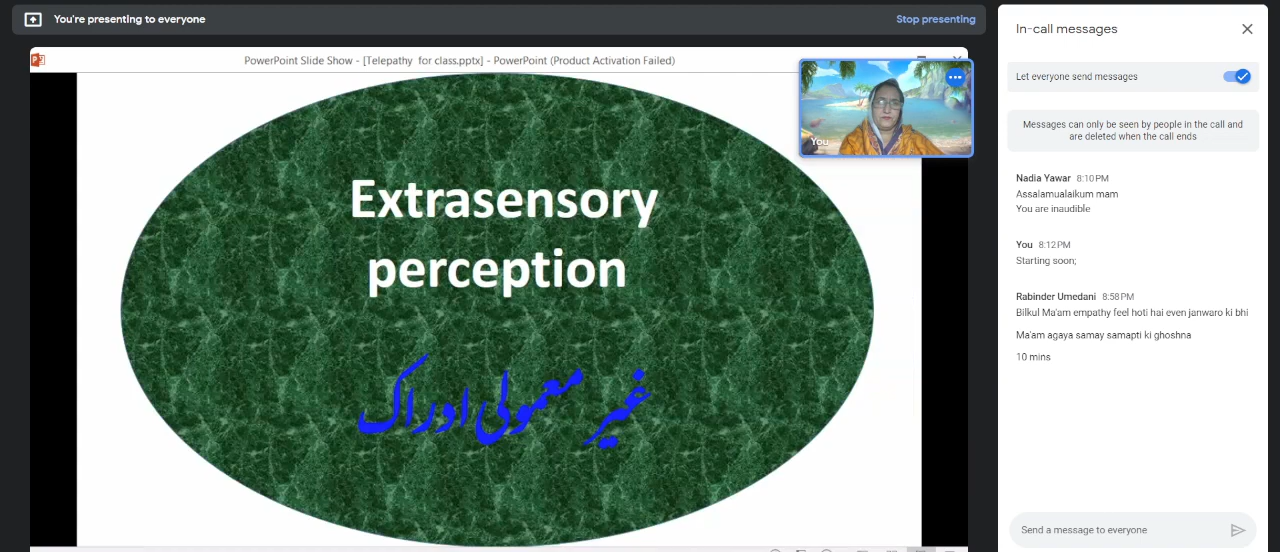 You're presenting to everyone
Stop presenting
PowerPoint Slide Show - [Telepathy  for class.pptx] - PowerPoint (Product Activation Failed)
You
Extrasensory
perception
غیر معمولی ادراک
In-call messages
Let everyone send messages
Messages can only be seen by people in the call and
are deleted when the call ends
Nadia Yawar 8:10 PM
Assalamualaikum mam
You are inaudible
You 8:12 PM
Starting soon;
Rabinder Umedani 8:58 PM
Bilkul Ma'am empathy feel hoti hai even janwaro ki bhi
Ma'am agaya samay samapti ki ghoshna
10 mins
Send a message to everyone